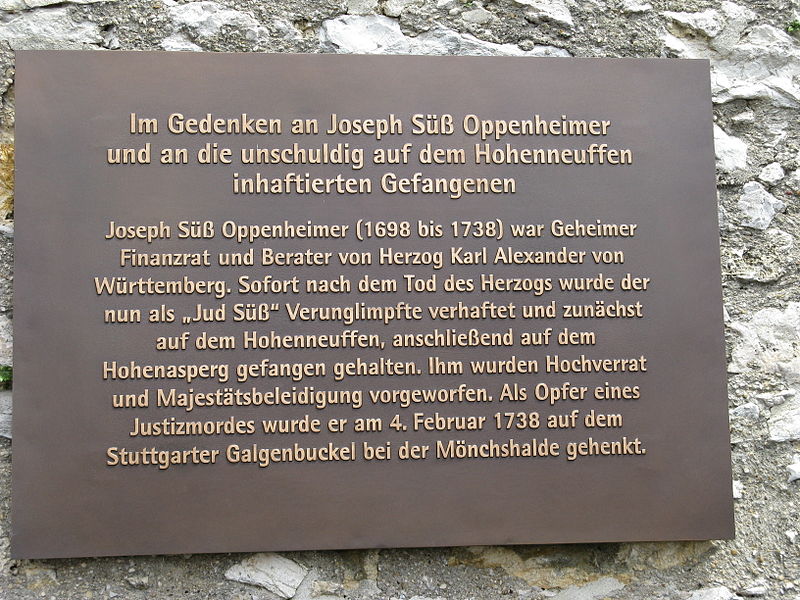 Im Gedenken an Joseph Süß Oppenheimer
und an die unschuldig auf dem Hohenneuffen
inhaftierten Gefangenen
Joseph Süß Oppenheimer (1698 bis 1738) war Geheimer
Finanzrat und Berater von Herzog Karl Alexander von
Württemberg. Sofort nach dem Tod des Herzogs wurde der
nun als „Jud Süß“ Verunglimpfte verhaftet und zunächst
auf dem Hohenneuffen, anschließend auf dem
Hohenasperg gefangen gehalten. Ihm wurden Hochverrat
und Majestätsbeleidigung vorgeworfen. Als Opfer eines
Justizmordes wurde er am 4. Februar 1738 auf dem
Stuttgarter Galgenbuckel bei der Mönchshalde gehenkt.